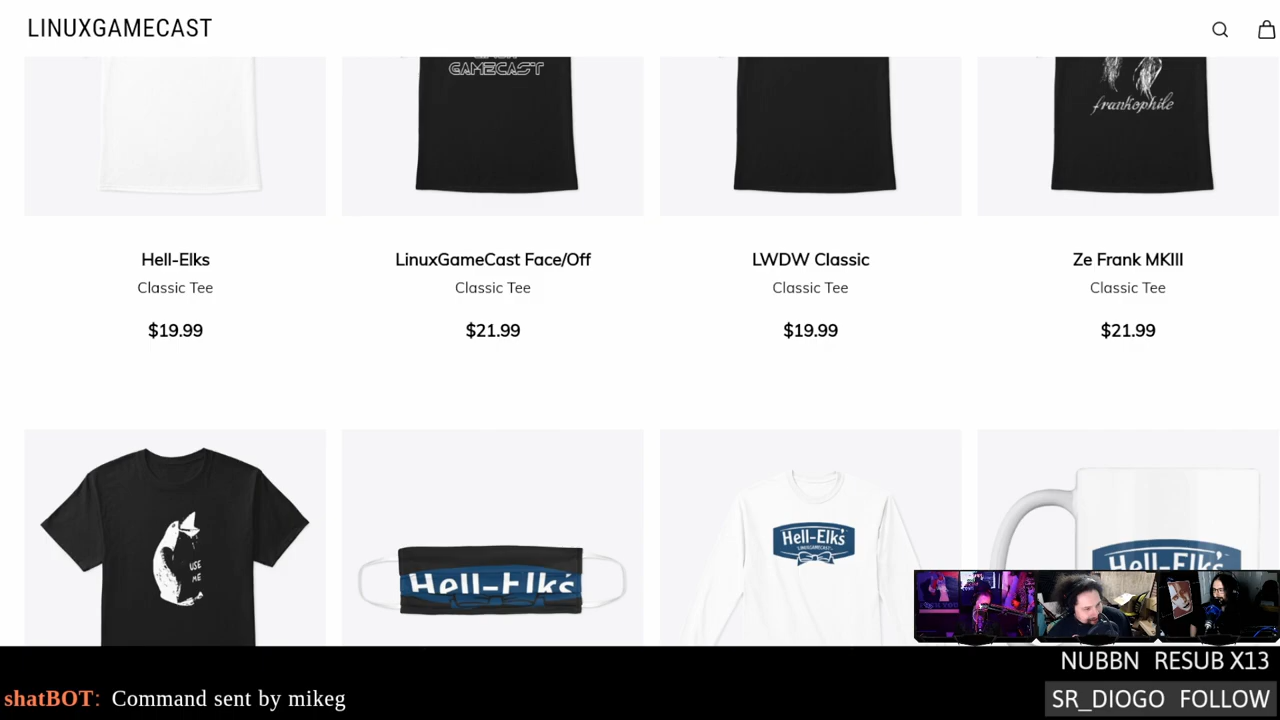 LINUXGAMECAST
GAMECAST
frankophile
Hell-Elks
LinuxGameCast Face/Off
LWDW Classic
Ze Frank MKIII
Classic Tee
Classic Tee
Classic Tee
Classic Tee
$19.99
$21.99
$19.99
$21.99
USE
ME
Hell-Elks
Hell-Elks'
LINUXGAMECAST
Hell-Elks'
NUBBN RESUB X13
shatBOT: Command sent by mikeg
SR_DIOGO FOLLOW